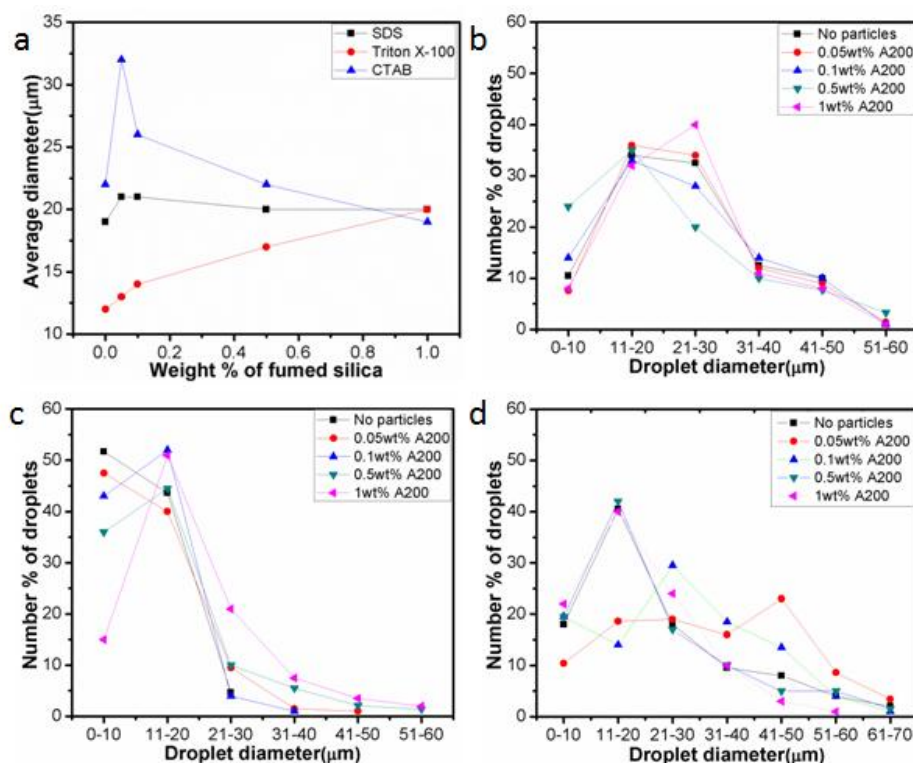 a
35
30
25
20
15
10
Average diameter(μm)
SDS
Triton X-100
CTAB
0.0 0.2 0.4 0.6 0.8 1.0
Weight % of fumed silica
b
60
50
40
30
20
10
0
Number % of droplets
No particles
0.05wt% A200
0.1wt% A200
0.5wt% A200
1wt% A200
0-10 11-20 21-30 31-40 41-50 51-60
Droplet diameter(μm)
c
60
50
40
30
20
10
0
Number % of droplets
No particles
0.05wt% A200
0.1wt% A200
0.5wt% A200
1wt% A200
0-10 11-20 21-30 31-40 41-50 51-60
Droplet diameter(μm)
d
60
50
40
30
20
10
0
Number % of droplets
No particles
0.05wt% A200
0.1wt% A200
0.5wt% A200
1wt% A200
0-10 11-20 21-30 31-40 41-50 51-60 61-70
Droplet diameter(μm)